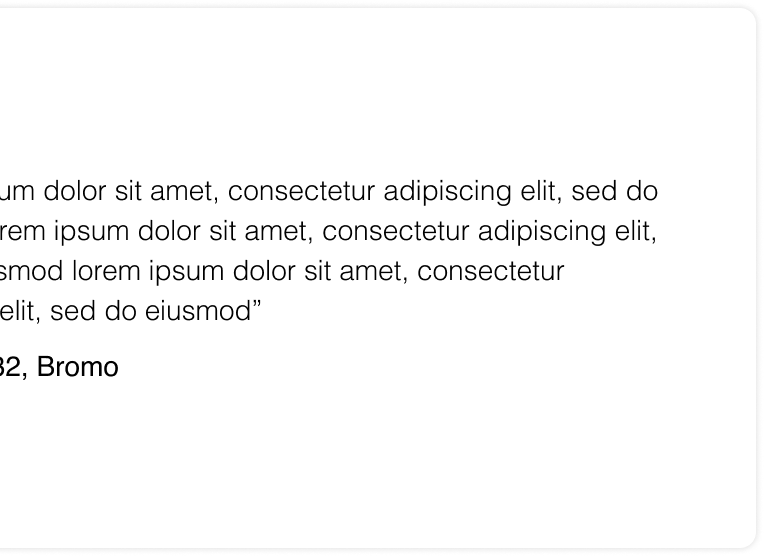 um dolor sit amet, consectetur adipiscing elit, sed do
rem ipsum dolor sit amet, consectetur adipiscing elit,
smod lorem ipsum dolor sit amet, consectetur
elit, sed do eiusmod”
32, Bromo